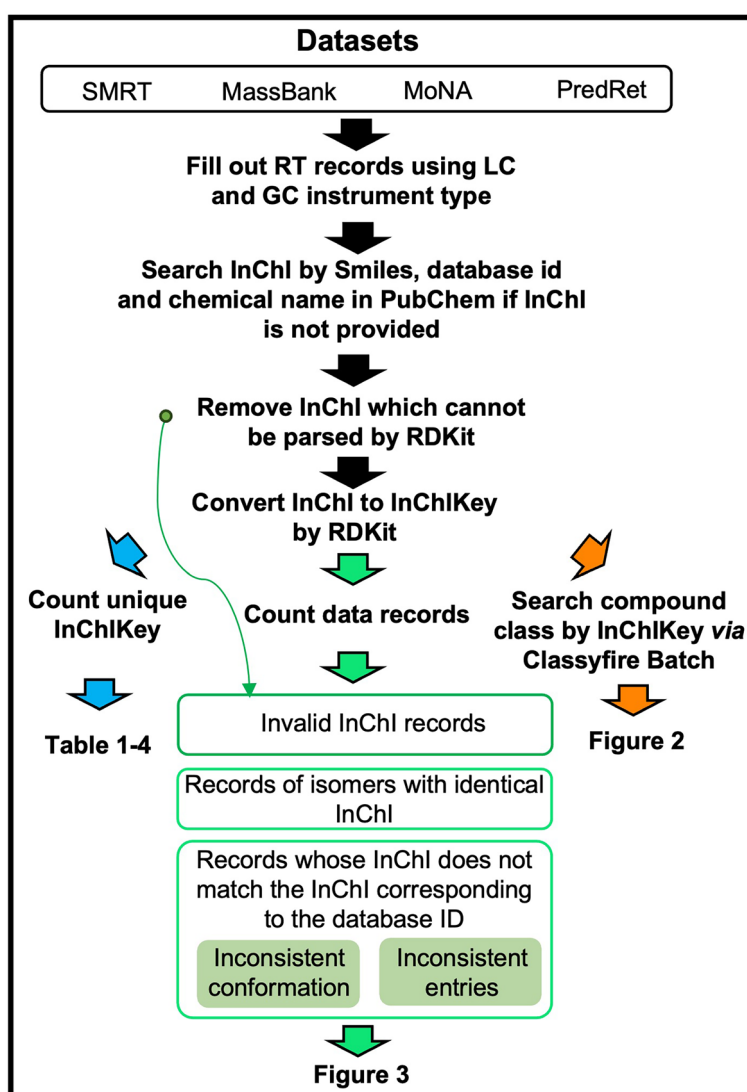 Datasets
SMRT MassBank MoNA PredRet
Fill out RT records using LC
and GC instrument type
Search InChI by Smiles, database id
and chemical name in PubChem if InChI
is not provided
Remove InChI which cannot
be parsed by RDKit
Convert InChI to InChIKey
by RDKit
Count unique
InChIKey
Table 1-4
Count data records
Search compound
class by InChIKey via
Classyfire Batch
Figure 2
Invalid InChI records
Records of isomers with identical
InChI
Records whose InChI does not
match the InChI corresponding
to the database ID
Inconsistent
conformation
Inconsistent
entries
Figure 3